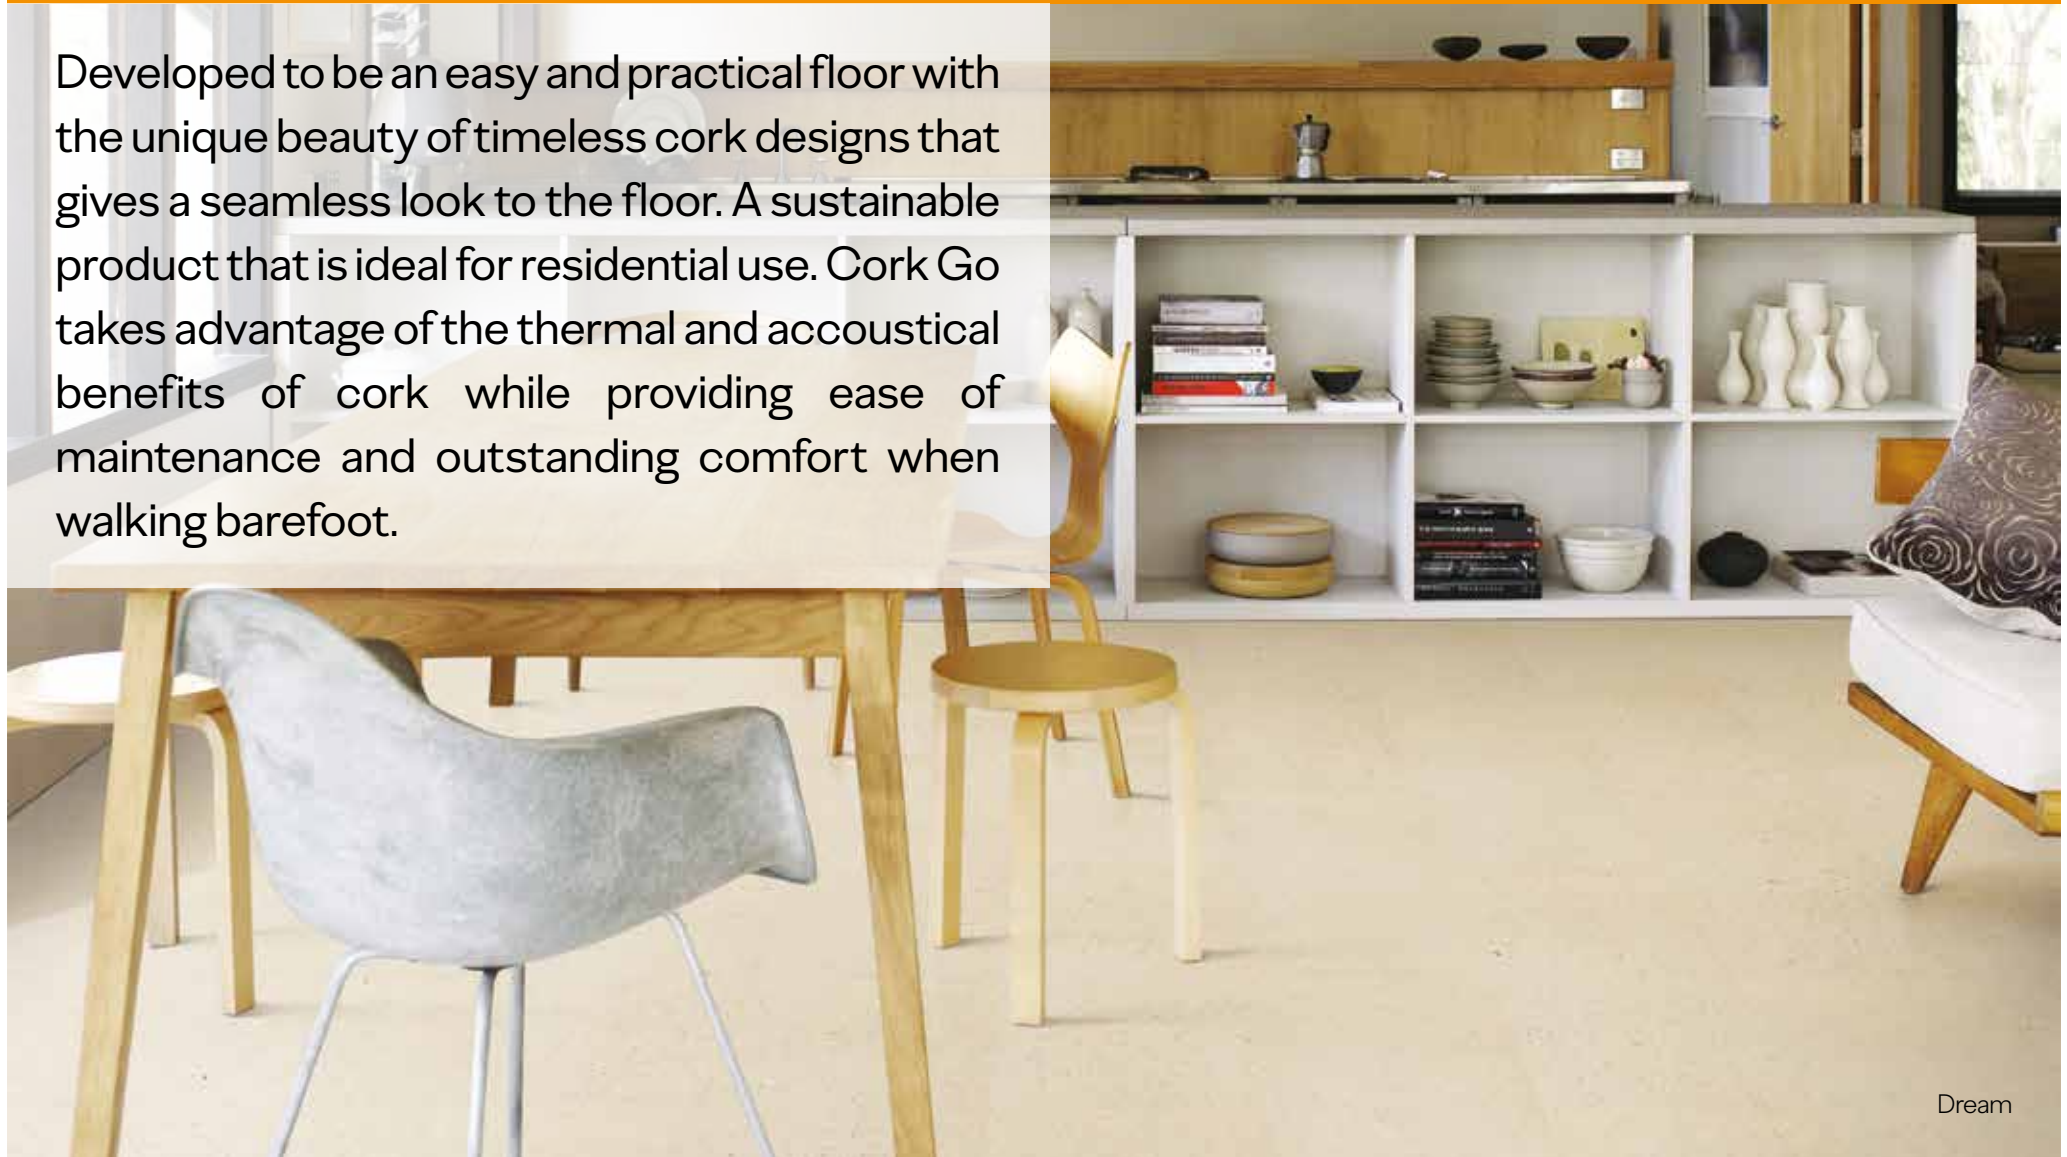 Developed to be an easy and practical floor with
the unique beauty of timeless cork designs that
gives a seamless look to the floor. A sustainable
product that is ideal for residential use. Cork Go
takes advantage of the thermal and accoustical
benefits of cork while providing ease of
maintenance and outstanding comfort when
walking barefoot.
Dream